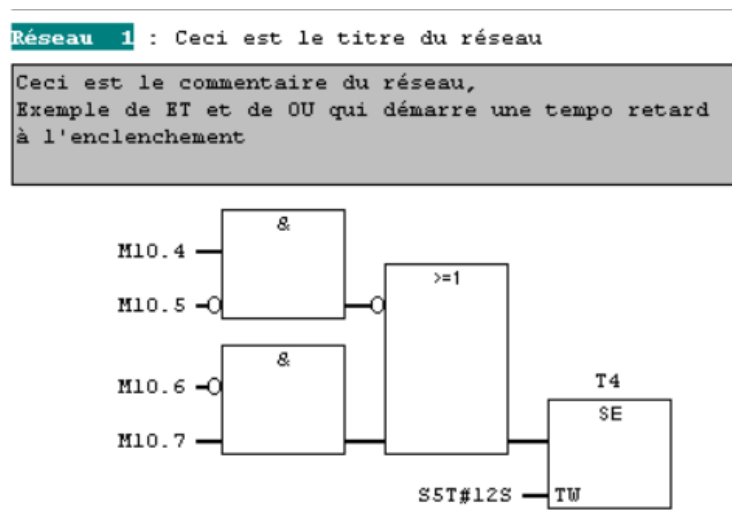 Réseau 1 : Ceci est le titre du réseau
Ceci est le commentaire du réseau,
Exemple de ET et de OU qui démarre une tempo retard
à l'enclenchement
&
M10.4
>=1
M10.5
&
M10.6
T4
SE
M10.7
S5T#12S
TW